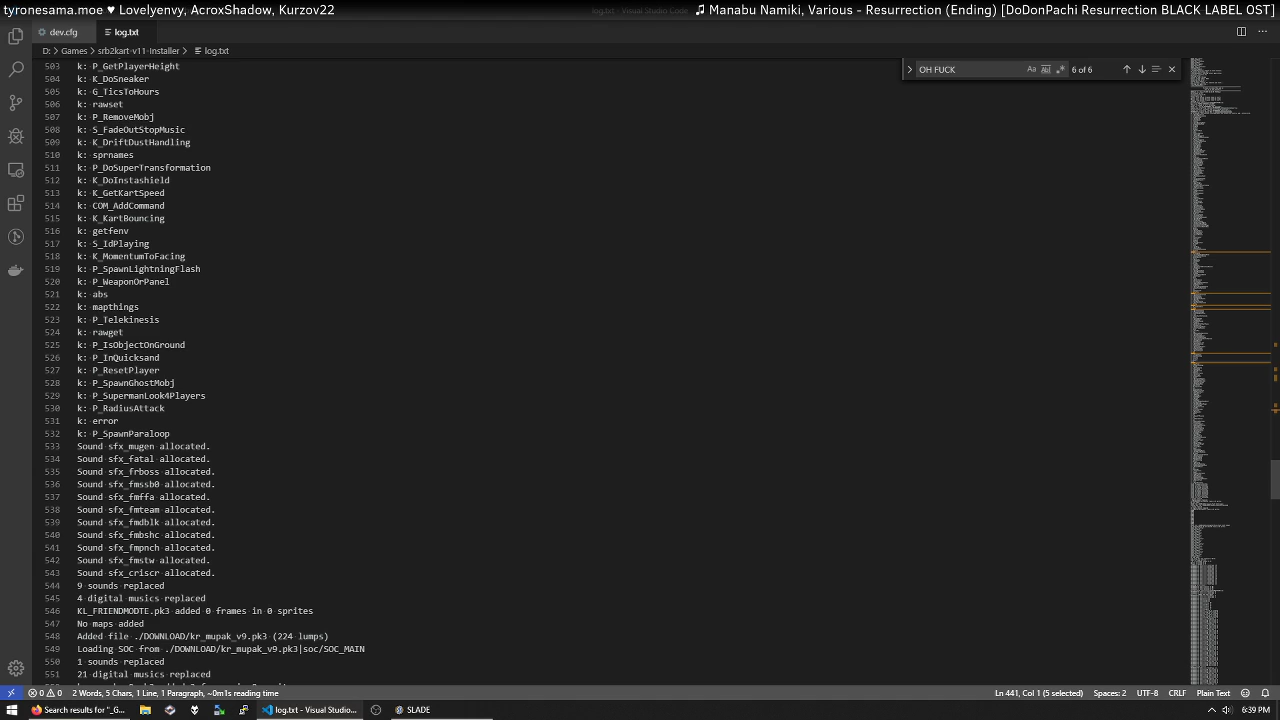 tyronesama.moe ♥ Lovelyenvy, AcroxShadow, Kurzov22
♫ Manabu Namiki, Various - Resurrection (Ending) [DoDonPachi Resurrection BLACK LABEL OST]
log.txt - Visual Studio Code
dev.cfg
log.txt
D: > Games > srb2kart-v11-Installer > log.txt
OH FUCK
6 of 6
503 k: P_GetPlayerHeight
504 k: K_DoSneaker
505 k: G_TicsToHours
506 k: rawset
507 k: P_RemoveMobj
508 k: S_FadeOutStopMusic
509 k: K_DriftDustHandling
510 k: sprnames
511 k: P_DoSuperTransformation
512 k: K_DoInstashield
513 k: K_GetKartSpeed
514 k: COM_AddCommand
515 k: K_KartBouncing
516 k: getfenv
517 k: S_IdPlaying
518 k: K_MomentumToFacing
519 k: P_SpawnLightningFlash
520 k: P_WeaponOrPanel
521 k: abs
522 k: mapthings
523 k: P_Telekinesis
524 k: rawget
525 k: P_IsObjectOnGround
526 k: P_InQuicksand
527 k: P_ResetPlayer
528 k: P_SpawnGhostMobj
529 k: P_SupermanLook4Players
530 k: P_RadiusAttack
531 k: error
532 k: P_SpawnParaloop
533 Sound sfx_mugen allocated.
534 Sound sfx_fatal allocated.
535 Sound sfx_frboss allocated.
536 Sound sfx_fmssb0 allocated.
537 Sound sfx_fmffa allocated.
538 Sound sfx_fmteam allocated.
539 Sound sfx_fmdblk allocated.
540 Sound sfx_fmbshc allocated.
541 Sound sfx_fmpnch allocated.
542 Sound sfx_fmstw allocated.
543 Sound sfx_criscr allocated.
544 9 sounds replaced
545 4 digital musics replaced
546 KL_FRIENDMODTE.pk3 added 0 frames in 0 sprites
547 No maps added
548 Added file ./DOWNLOAD/kr_mupak_v9.pk3 (224 lumps)
549 Loading SOC from ./DOWNLOAD/kr_mupak_v9.pk3|soc/SOC_MAIN
550 1 sounds replaced
551 21 digital musics replaced
0 0 2 Words, 5 Chars, 1 Line, 1 Paragraph, ~0m1s reading time
Ln 441, Col 1 (5 selected) Spaces: 2 UTF-8 CRLF Plain Text
Search results for "_G...
log.txt - Visual Studio...
SLADE
6:39 PM